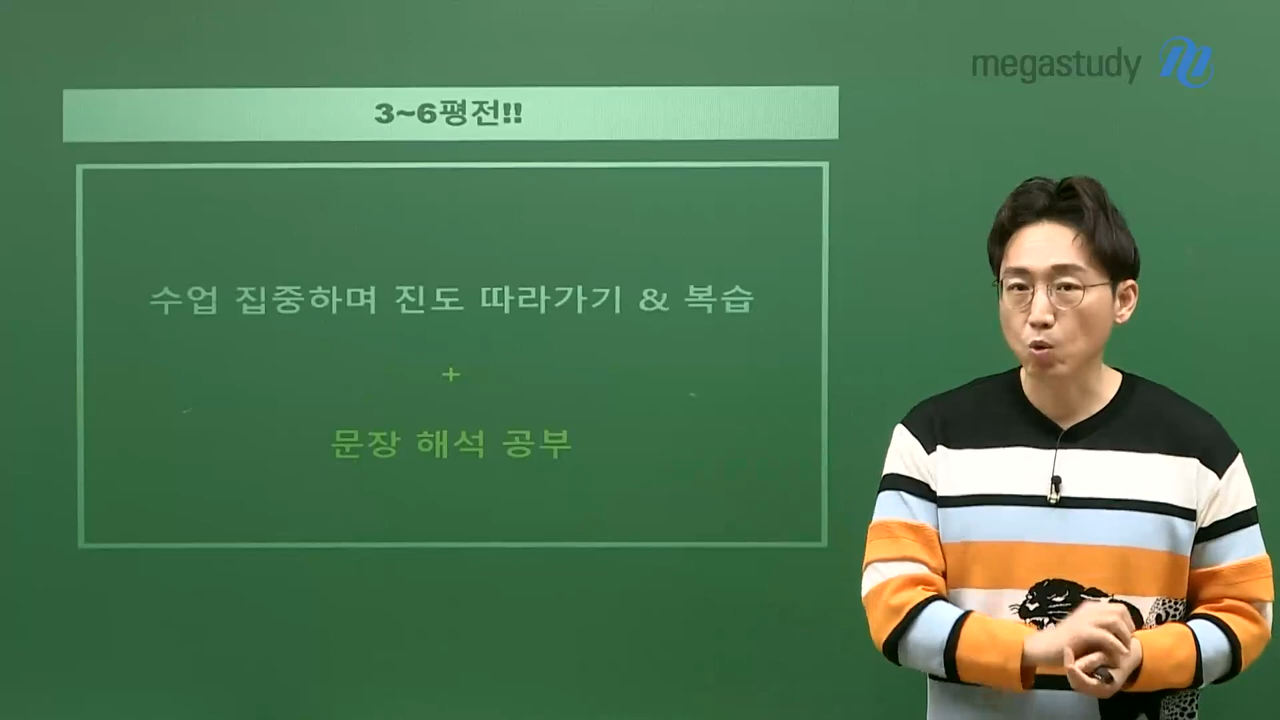 megastudy
3~6평전!!
수업 집중하며 진도 따라가기 & 복습
+
문장 해석 공부